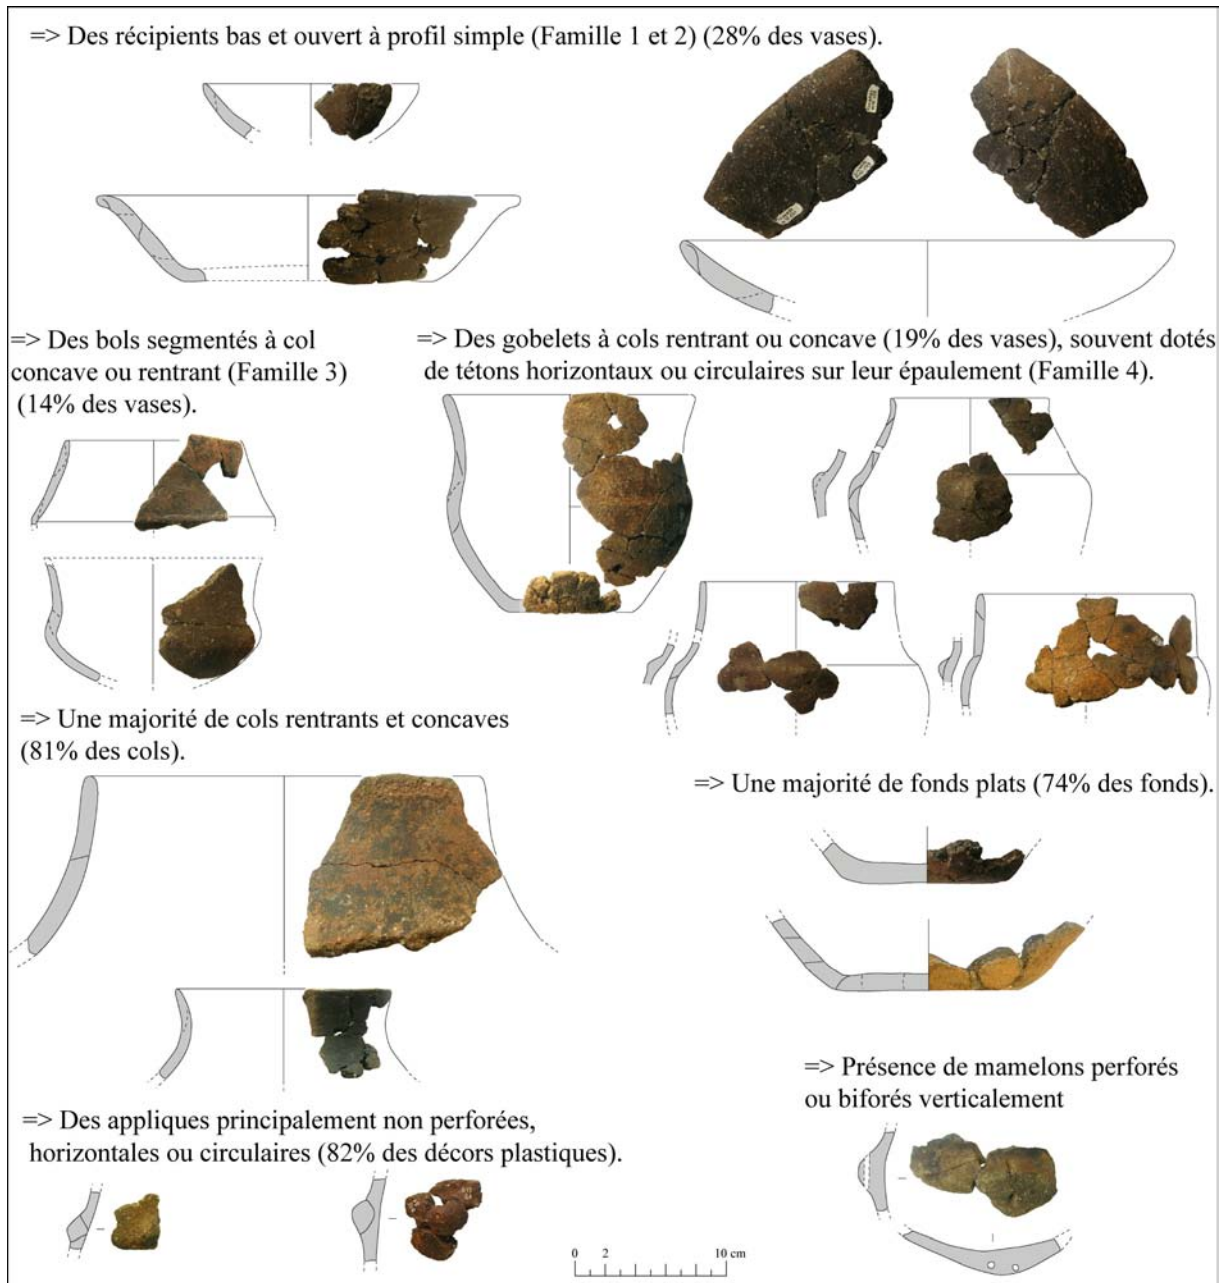 => Des récipients bas et ouvert à profil simple (Famille 1 et 2) (28% des vases).
=> Des bols segmentés à col
concave ou rentrant (Famille 3)
(14% des vases).
=> Des gobelets à cols rentrant ou concave (19% des vases), souvent dotés
de tétons horizontaux ou circulaires sur leur épaulement (Famille 4).
=> Une majorité de cols rentrants et concaves
(81% des cols).
=> Une majorité de fonds plats (74% des fonds).
=> Présence de mamelons perforés
ou biforés verticalement
=> Des appliques principalement non perforées,
horizontales ou circulaires (82% des décors plastiques).
0 2 10 cm